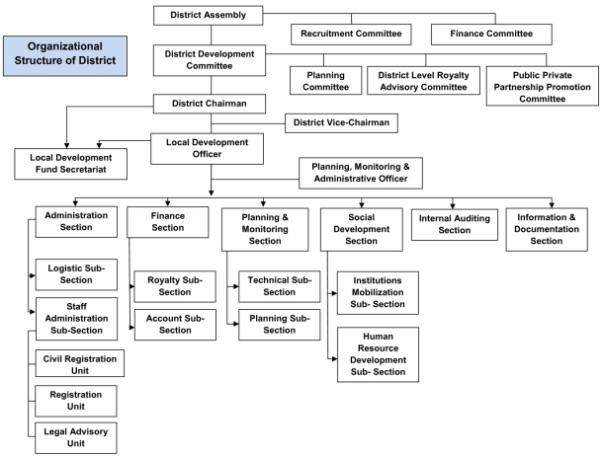 District Assembly
Recruitment Committee
Finance Committee
Organizational
Structure of District
District Development
Committee
Planning
Committee
District Level Royalty
Advisory Committee
Public Private
Partnership Promotion
Committee
District Chairman
District Vice-Chairman
Local Development
Officer
Local Development
Fund Secretariat
Planning, Monitoring &
Administrative Officer
Administration
Section
Finance
Section
Planning &
Monitoring
Section
Social
Development
Section
Internal Auditing
Section
Information &
Documentation
Section
Logistic Sub-
Section
Staff
Administration
Sub-Section
Civil Registration
Unit
Registration
Unit
Legal Advisory
Unit
Royalty Sub-
Section
Account Sub-
Section
Technical Sub-
Section
Planning Sub-
Section
Institutions
Mobilization
Sub- Section
Human
Resource
Development
Sub- Section